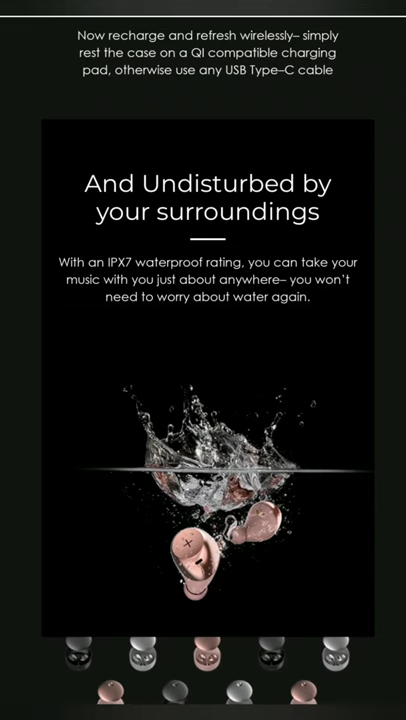 Now recharge and refresh wirelessly– simply
rest the case on a QI compatible charging
pad, otherwise use any USB Type–C cable
And Undisturbed by
your surroundings
With an IPX7 waterproof rating, you can take your
music with you just about anywhere– you won't
need to worry about water again.